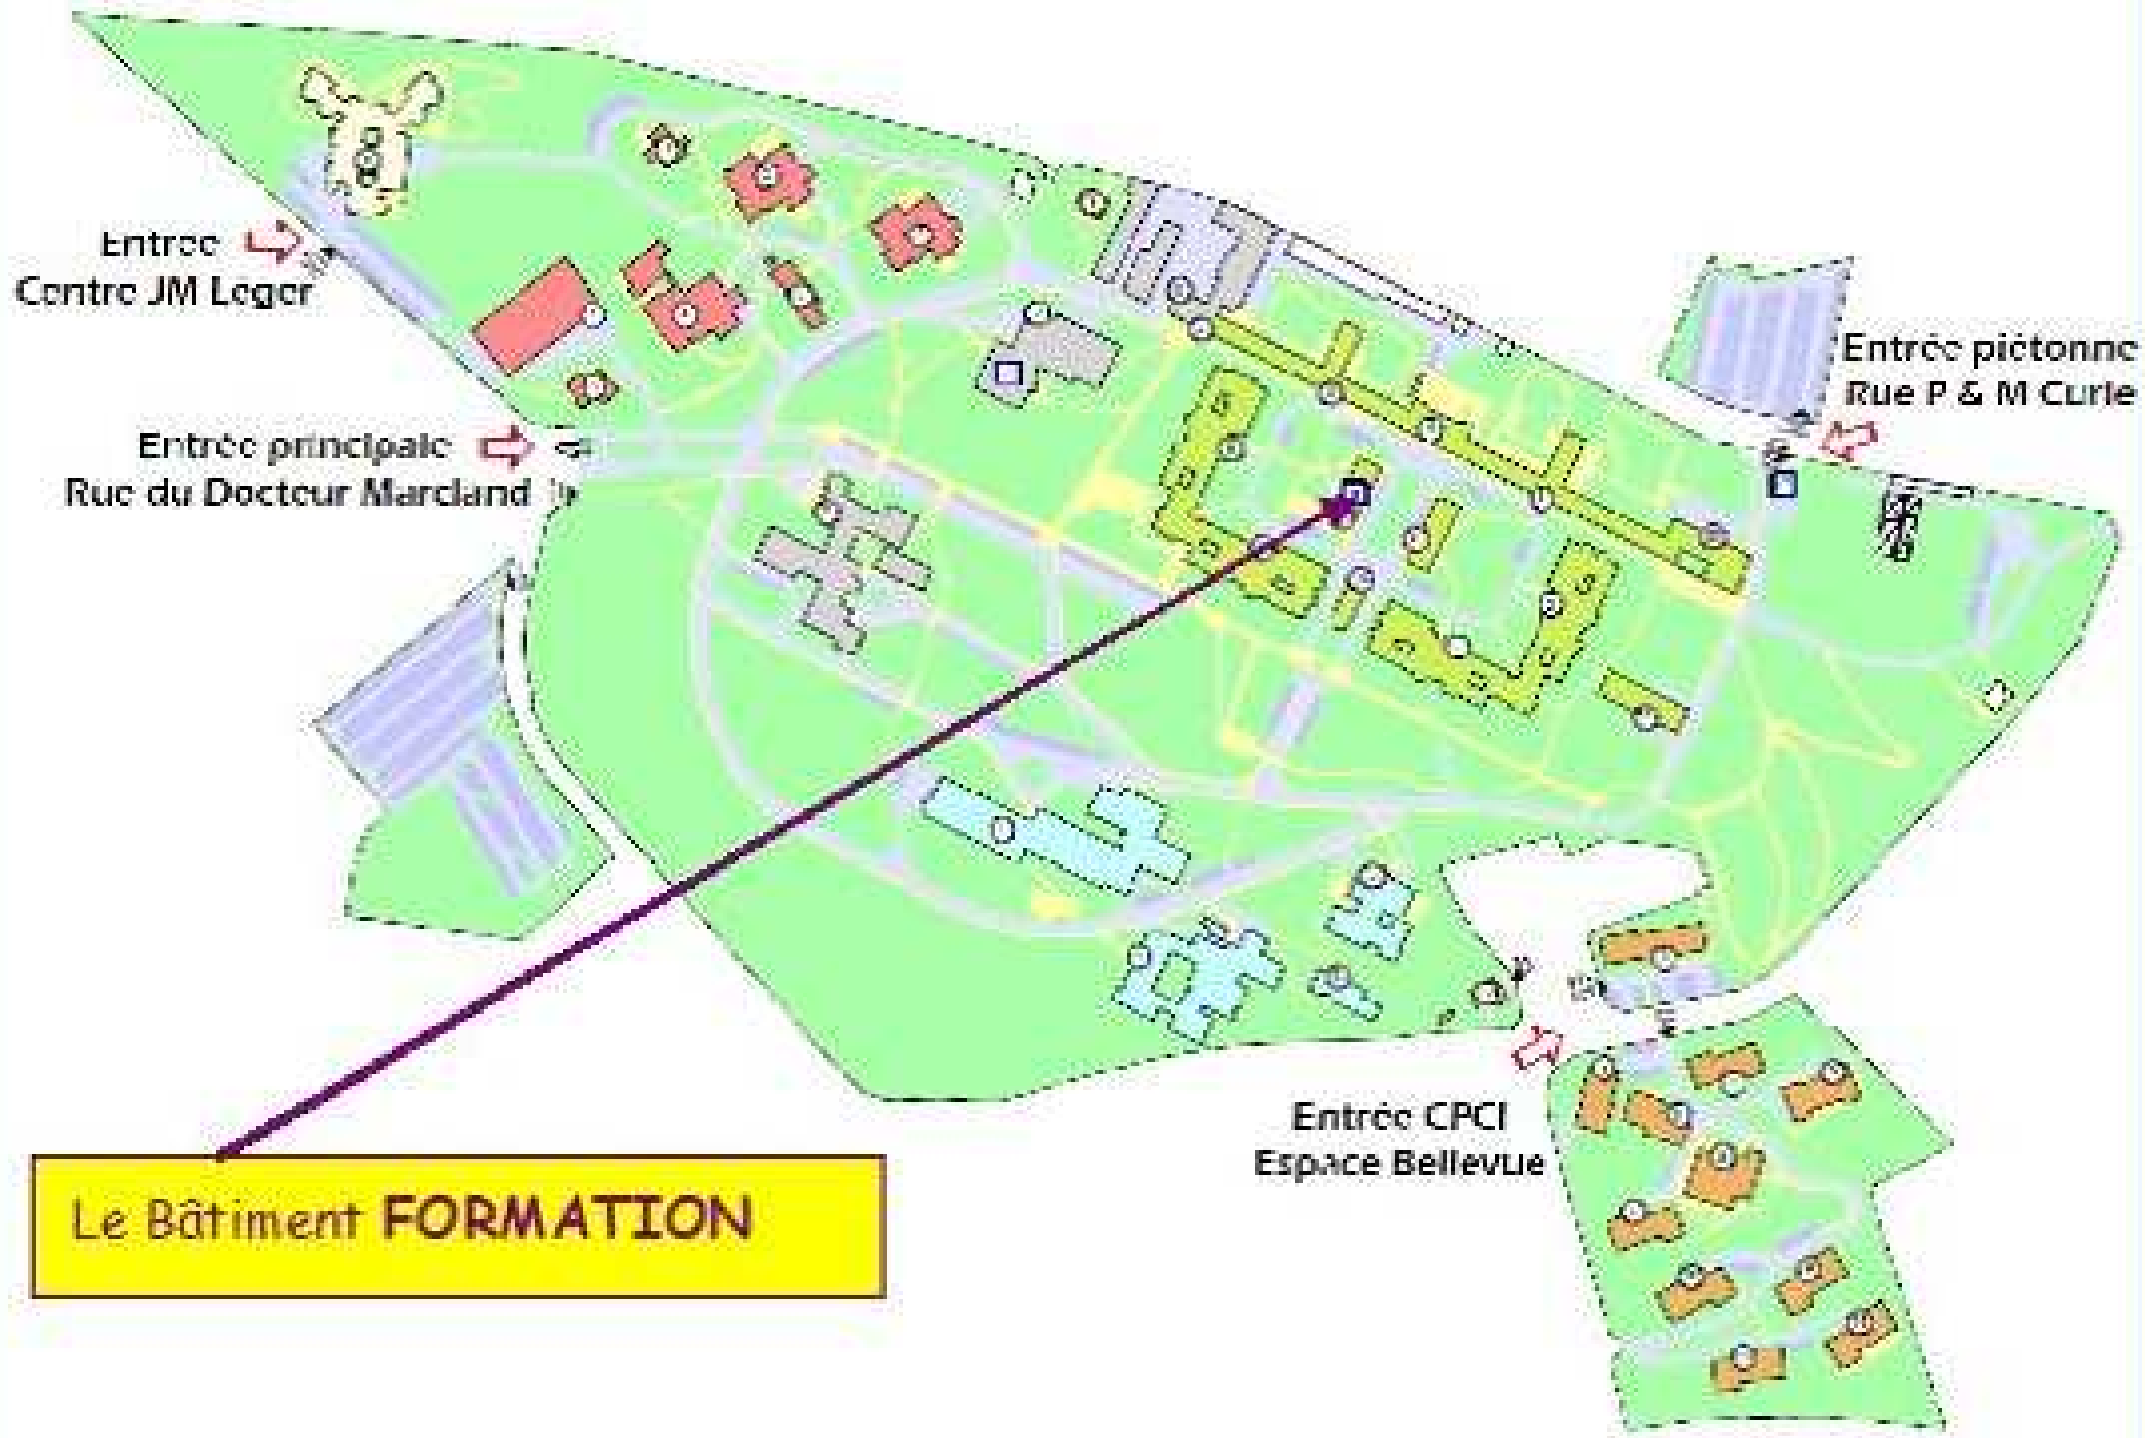 Entrée
Centre JM Léger
Entrée piétonne
Rue P & M Curie
Entrée principale
Rue du Docteur Marcland
Entrée CPCI
Espace Bellevue
Le Bâtiment FORMATION